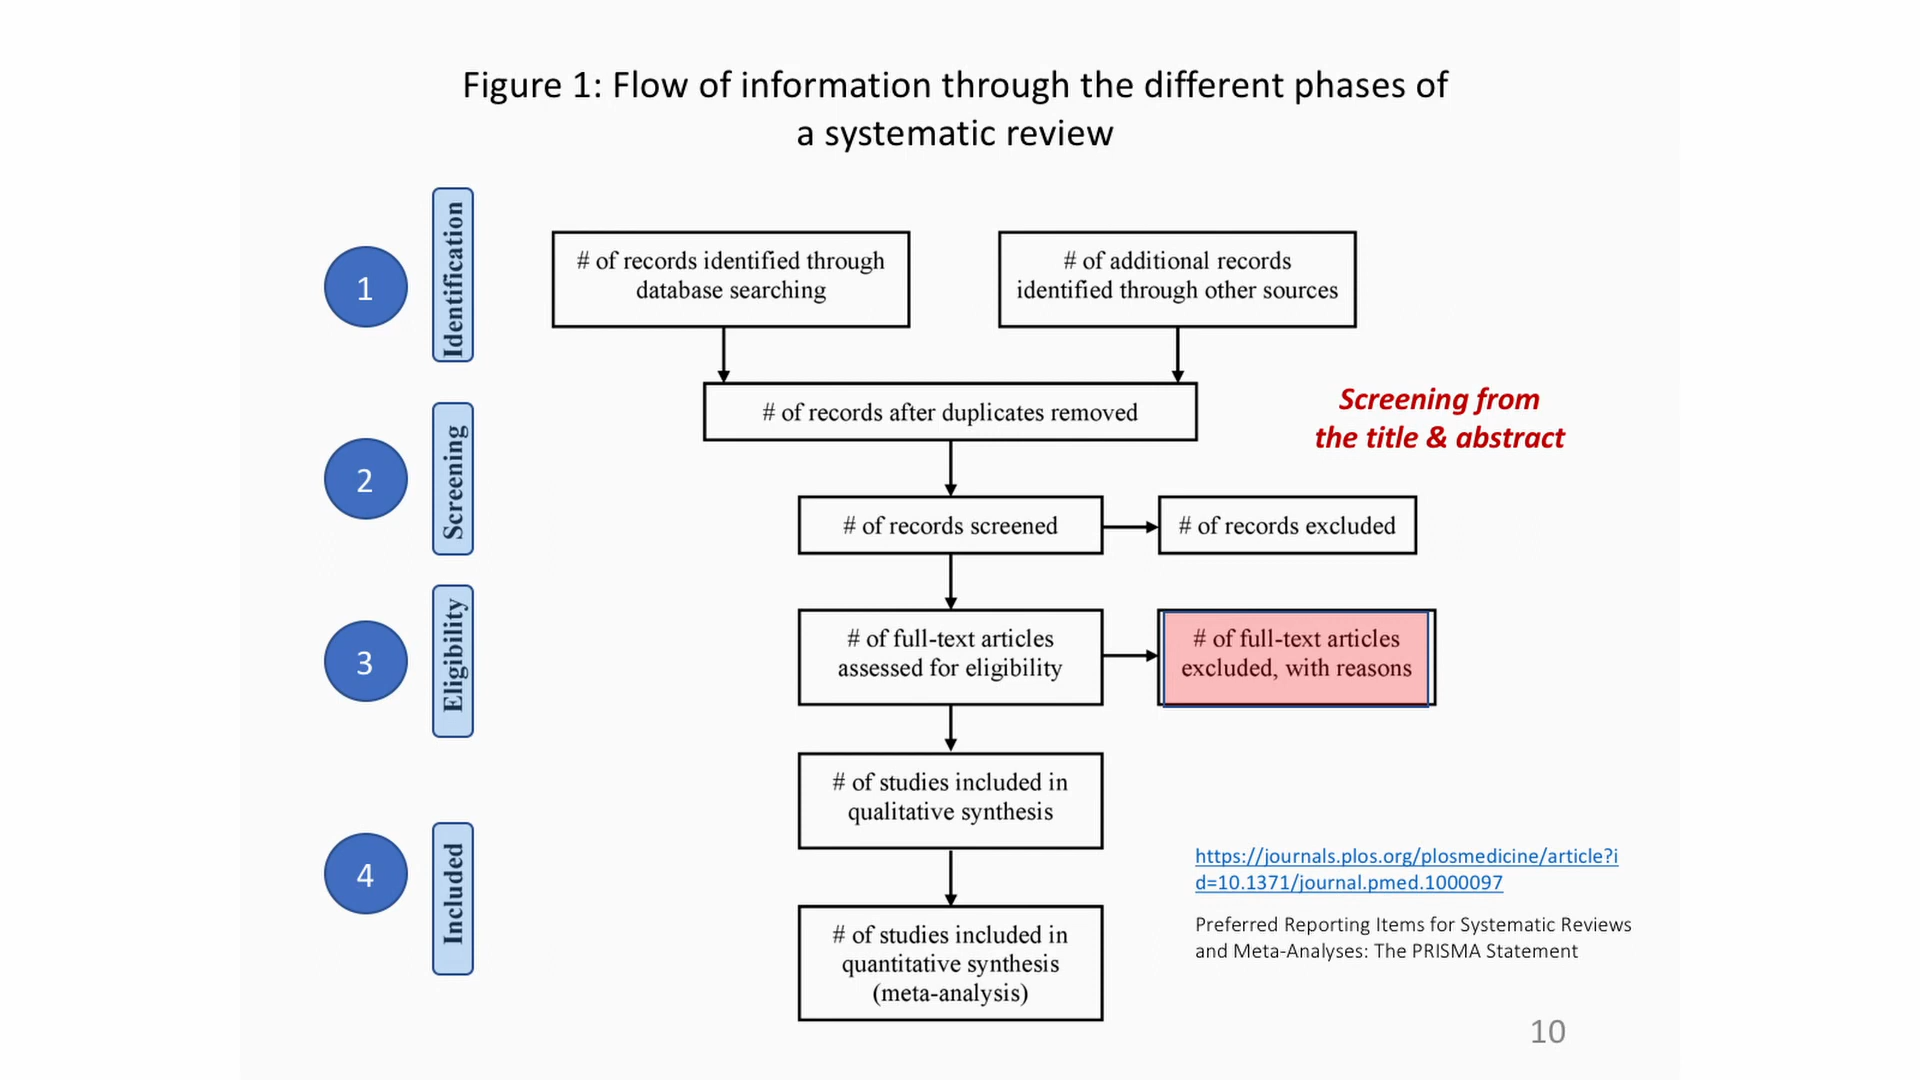 Figure 1: Flow of information through the different phases of
a systematic review
1
Identification
# of records identified through
database searching
# of additional records
identified through other sources
# of records after duplicates removed
Screening from
the title & abstract
2
Screening
# of records screened
# of records excluded
3
Eligibility
# of full-text articles
assessed for eligibility
# of full-text articles
excluded, with reasons
# of studies included in
qualitative synthesis
4
Included
# of studies included in
quantitative synthesis
(meta-analysis)
https://journals.plos.org/plosmedicine/article?i
d=10.1371/journal.pmed.1000097
Preferred Reporting Items for Systematic Reviews
and Meta-Analyses: The PRISMA Statement
10